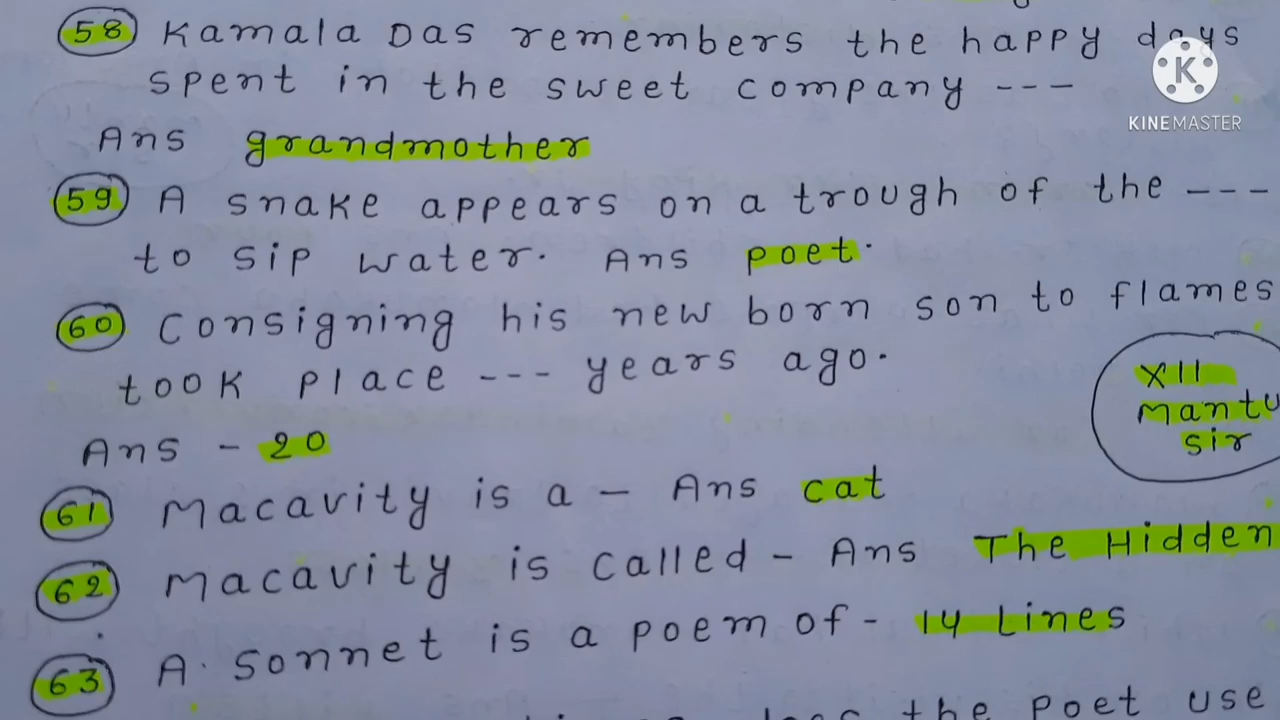 58 Kamala Das remembers the happy days
spent in the sweet company ---
Ans grandmother
59 A snake appears on a trough of the ---
to sip water. Ans poet.
60 Consigning his new born son to flames
took place --- years ago.
Ans - 20
61 Macavity is a - Ans cat
62 Macavity is called - Ans The Hidden
63 A. sonnet is a poem of - 14 Lines
the poet use
XII
Mantu
sir
K
KINEMASTER